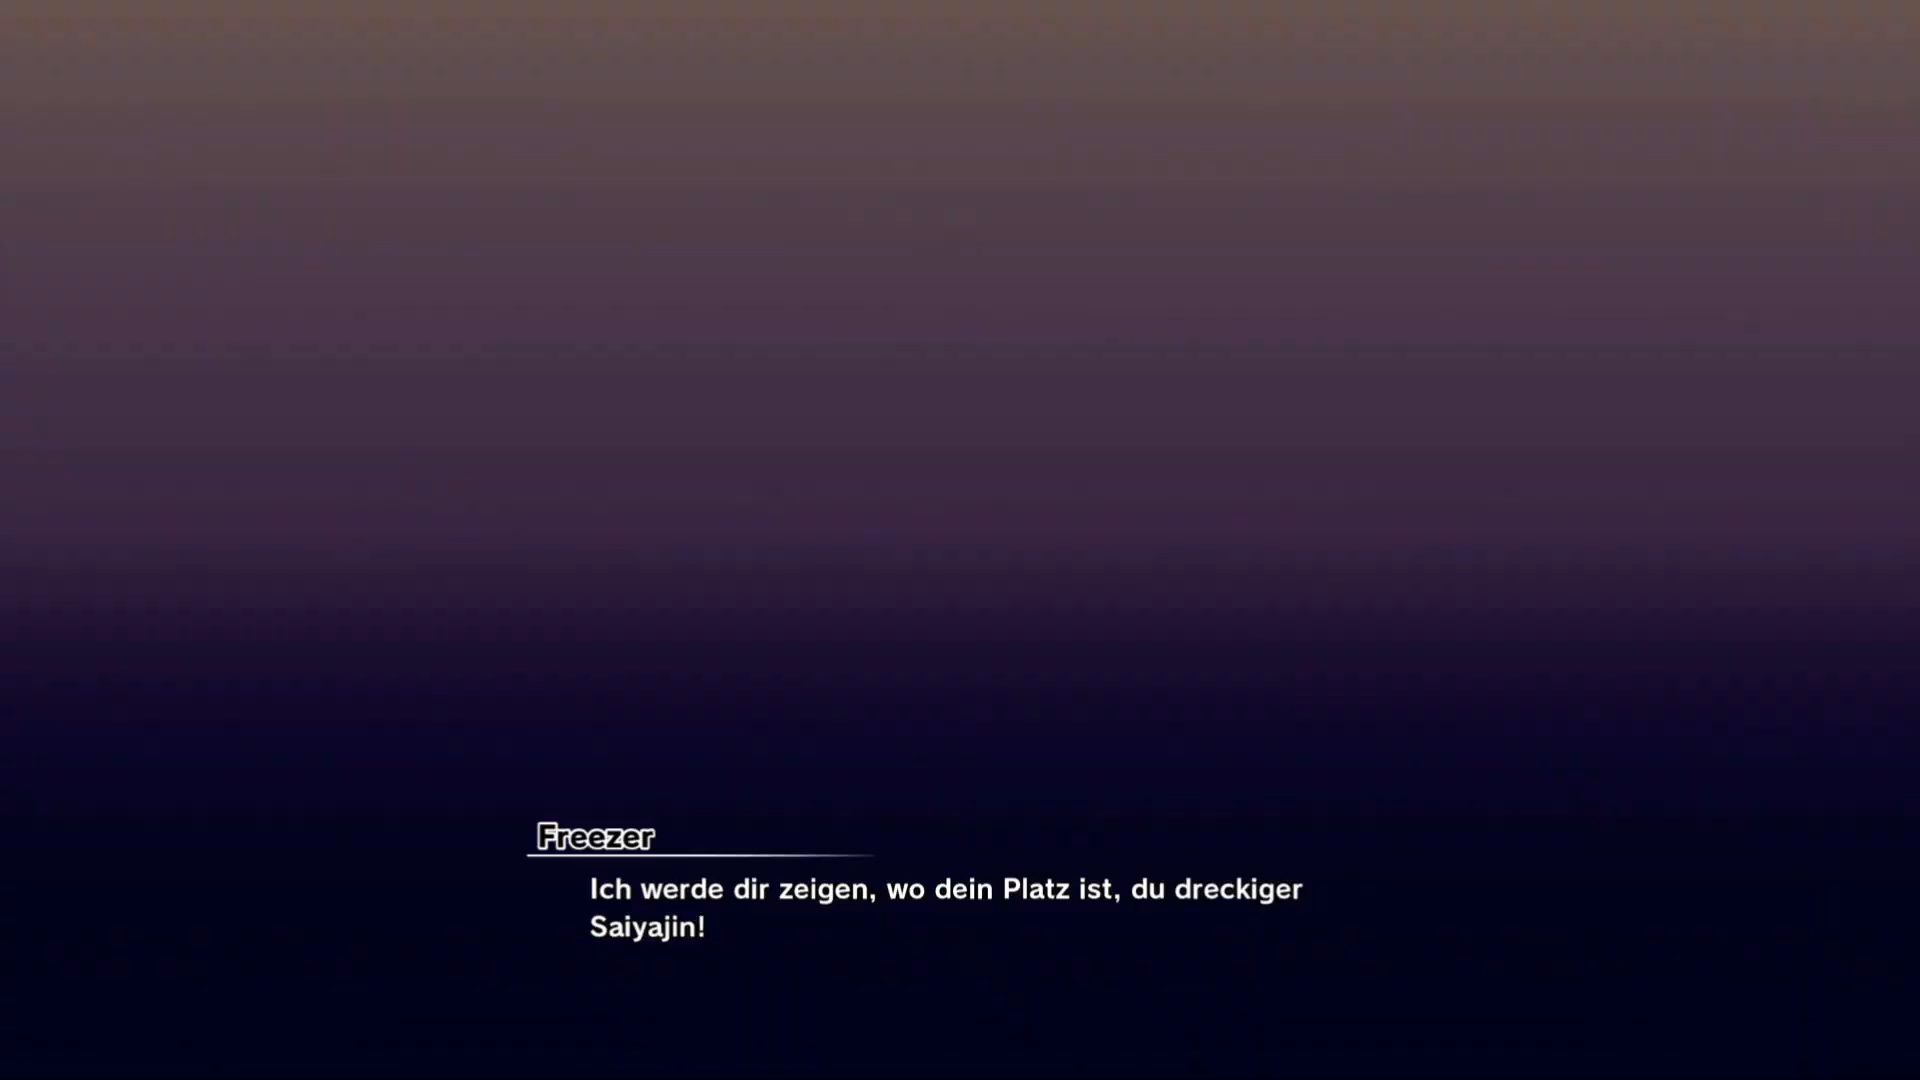 Freezer
Ich werde dir zeigen, wo dein Platz ist, du dreckiger
Saiyajin!